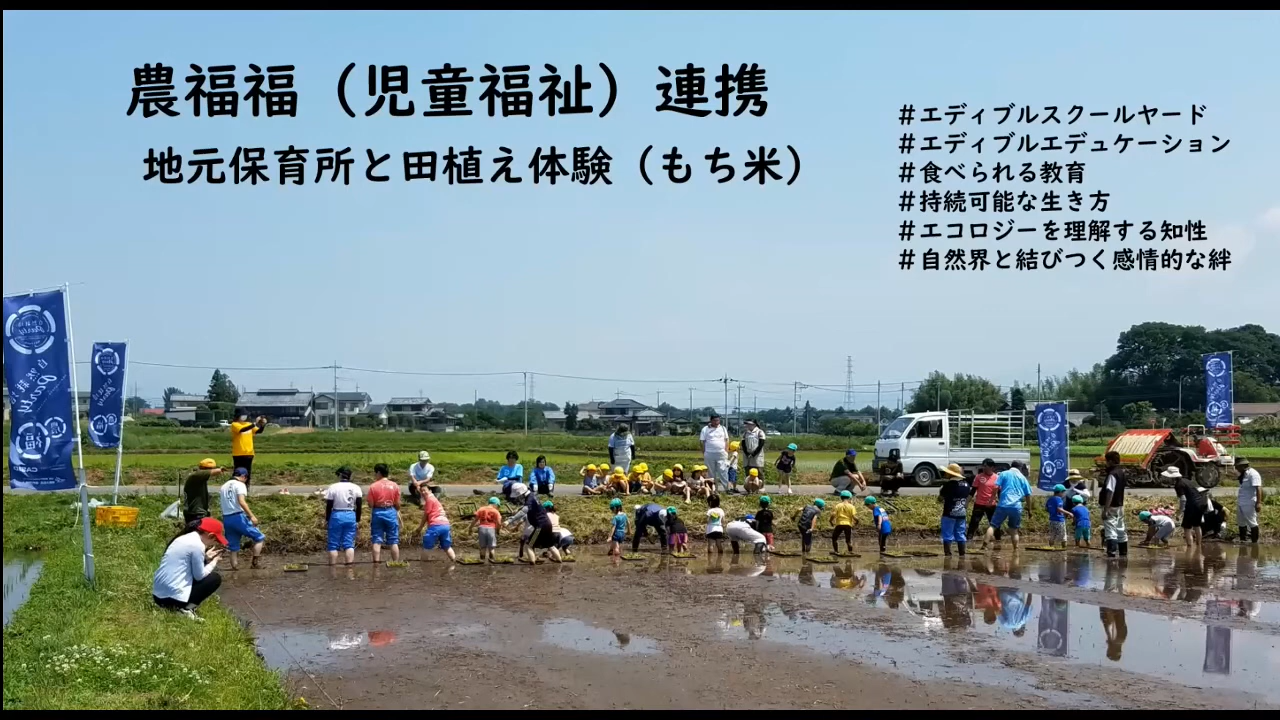 農福福（児童福祉）連携
地元保育所と田植え体験（もち米）
＃エディブルスクールヤード
＃エディブルエデュケーション
＃食べられる教育
＃持続可能な生き方
＃エコロジーを理解する知性
＃自然界と結びつく感情的な絆
Party
福